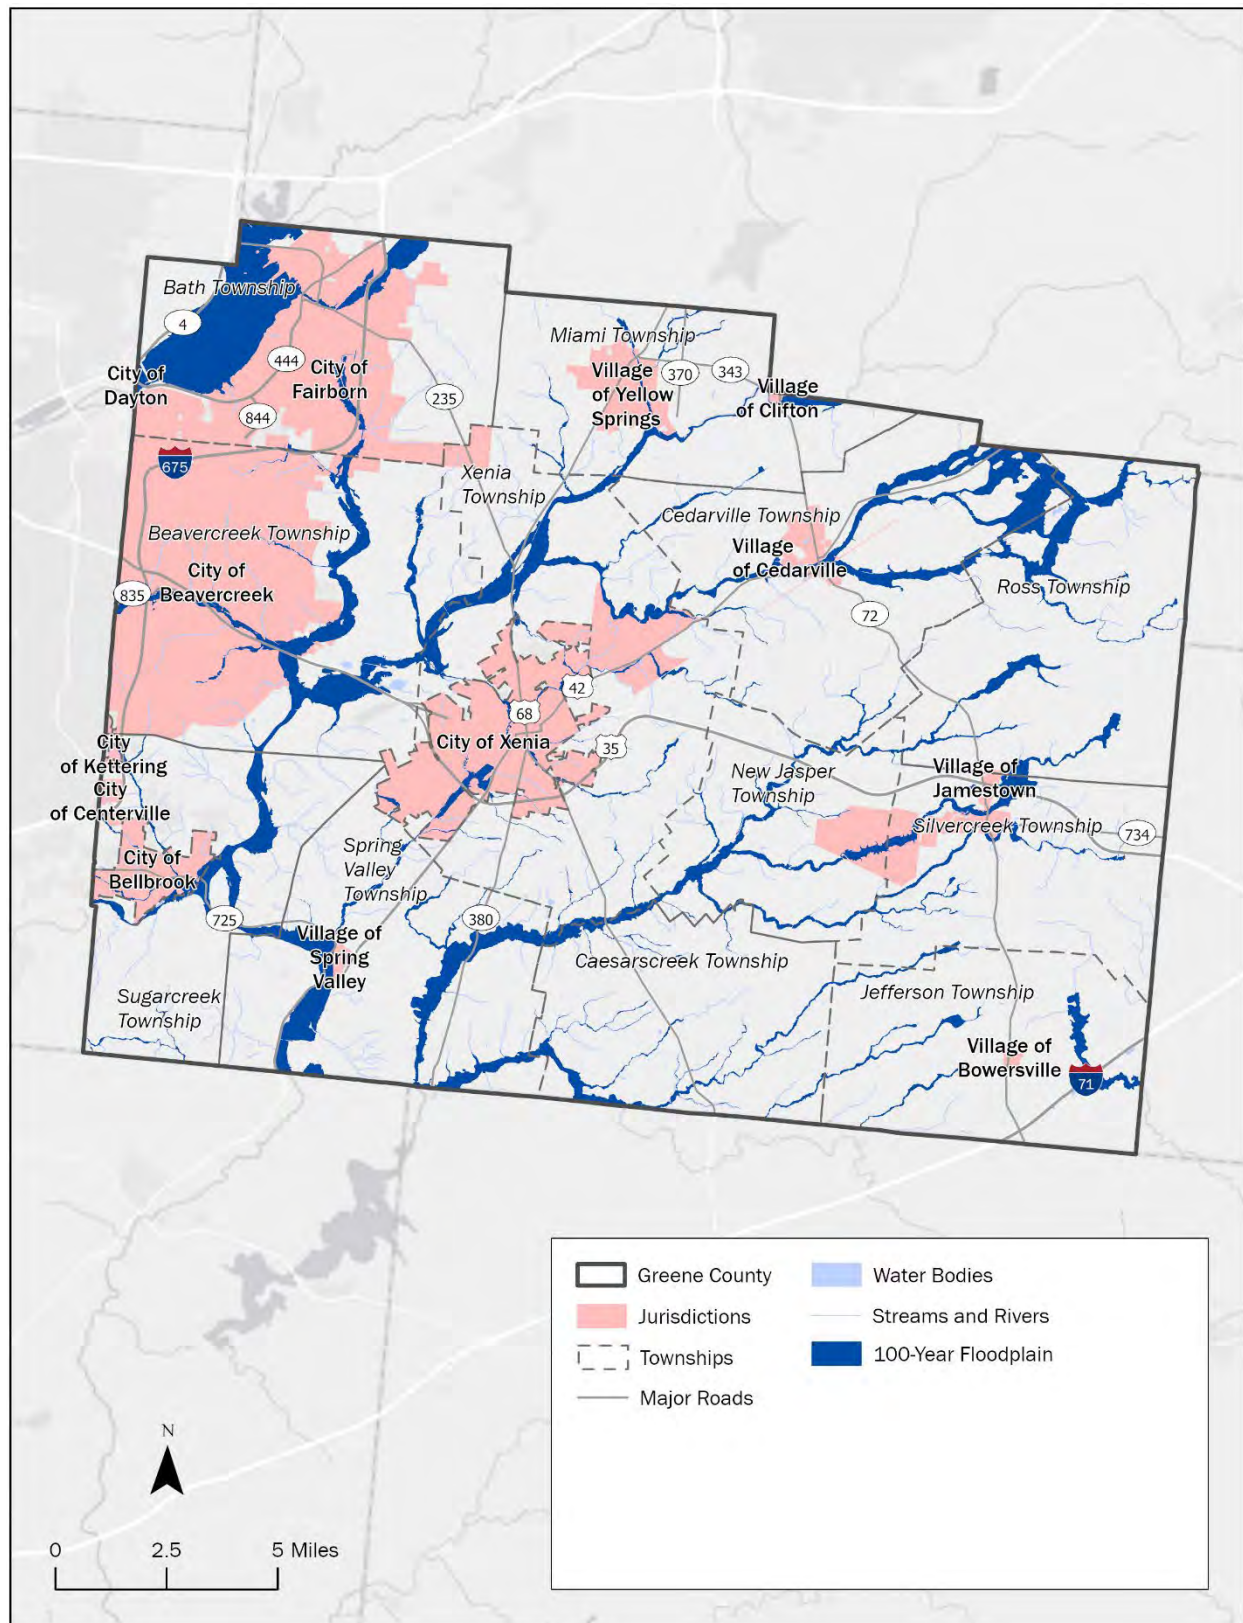 Bath Township
4
444
City of
Fairborn
City of
Dayton
844
235
Miami Township
Village
of Yellow
Springs
370
343
Village
of Clifton
675
Xenia
Township
Beavercreek Township
City of
Beavercreek
835
Cedarville Township
Village
of Cedarville
Ross Township
72
42
68
City of Xenia
35
City
of Kettering
City
of Centerville
New Jasper
Township
Village of
Jamestown
Silvercreek Township
734
City of
Bellbrook
Spring
Valley
Township
725
380
Village of
Spring
Valley
Caesarscreek Township
Jefferson Township
Sugarcreek
Township
Village of
Bowersville
71
Greene County
Jurisdictions
Townships
Major Roads
Water Bodies
Streams and Rivers
100-Year Floodplain
N
0 2.5 5 Miles